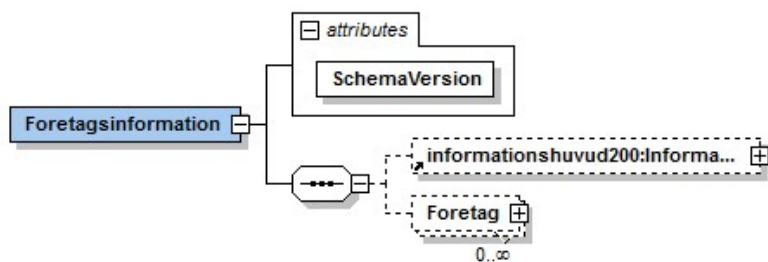 attributes
SchemaVersion
Foretagsinformation
informationshuvud200:Informa...
Foretag
0..∞